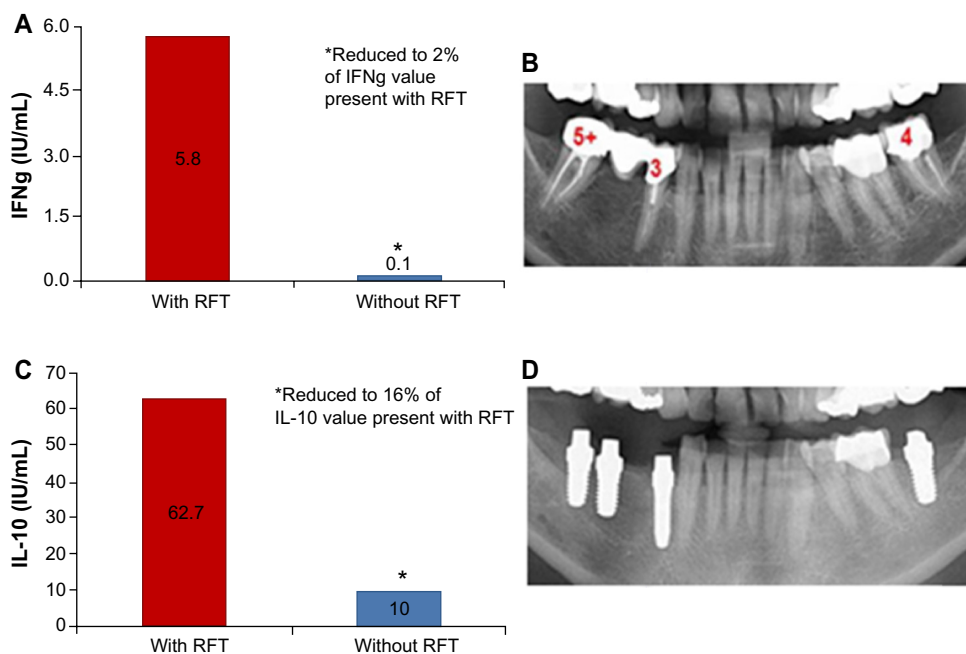 A
IFNg (IU/mL)
6.0
4.5
3.0
1.5
0.0
5.8
*Reduced to 2%
of IFNg value
present with RFT
*
0.1
With RFT
Without RFT
B
5+
3
4
C
IL-10 (IU/mL)
70
60
50
40
30
20
10
0
62.7
*Reduced to 16% of
IL-10 value present with RFT
*
10
With RFT
Without RFT
D